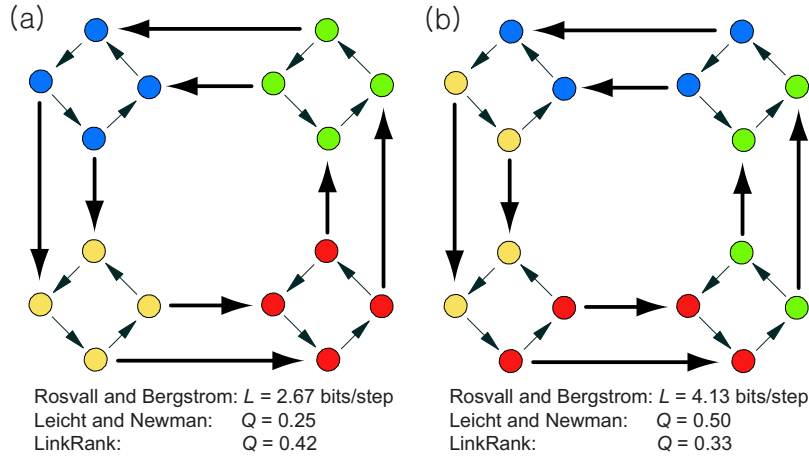 (a)
(b)
Rosvall and Bergstrom: L = 2.67 bits/step
Leicht and Newman: Q = 0.25
LinkRank: Q = 0.42
Rosvall and Bergstrom: L = 4.13 bits/step
Leicht and Newman: Q = 0.50
LinkRank: Q = 0.33